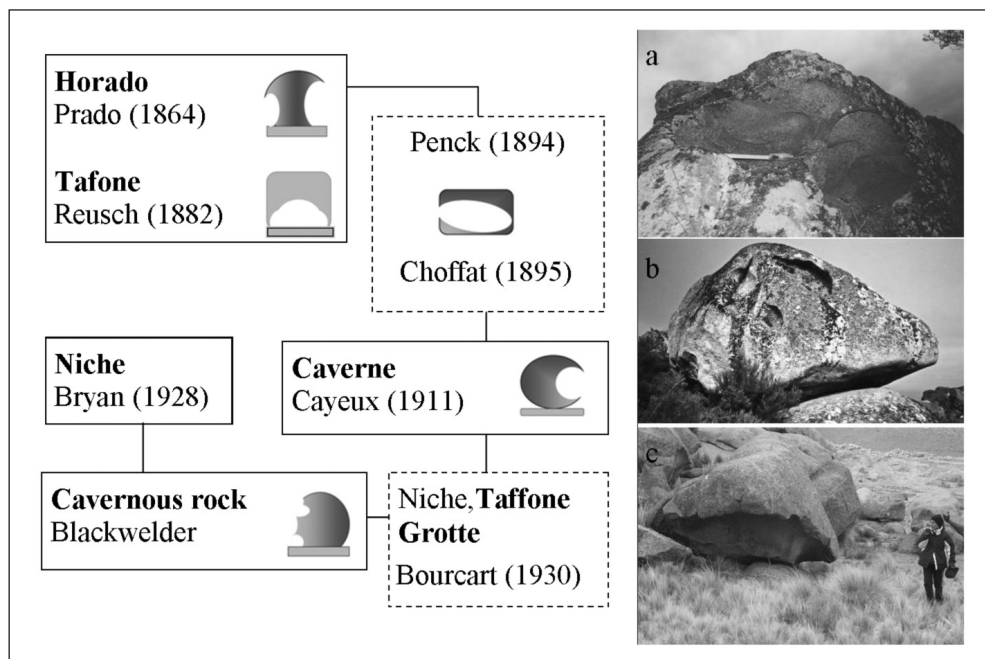 Horado
Prado (1864)
Tafone
Reusch (1882)
Penck (1894)
Choffat (1895)
Niche
Bryan (1928)
Caverne
Cayeux (1911)
Cavernous rock
Blackwelder
Niche, Taffone
Grotte
Bourcart (1930)
a
b
c